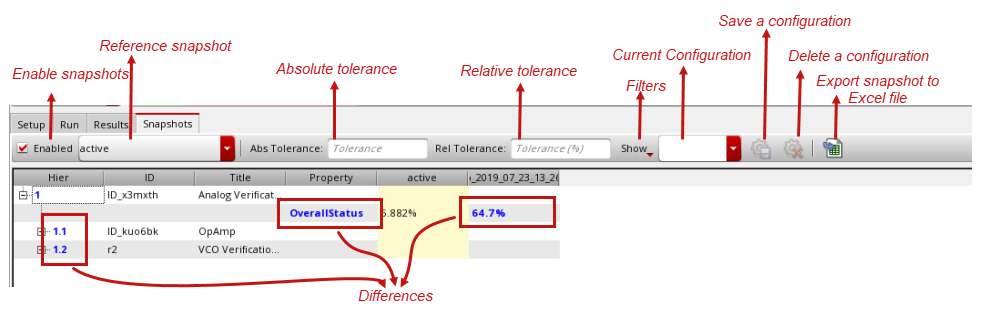 Save a configuration
Reference snapshot
Current Configuration
Delete a configuration
Enable snapshots
Absolute tolerance
Relative tolerance
Filters
Export snapshot to
Excel file
Setup Run Results Snapshots
Enabled active Abs Tolerance: Tolerance Rel Tolerance: Tolerance (%) Show
Hier ID Title Property active _2019_07_23_13_26
1 ID_x3mxth Analog Verificat...
OverallStatus 5.882% 64.7%
1.1 ID_kuo6bk OpAmp
1.2 r2 VCO Verificatio...
Differences